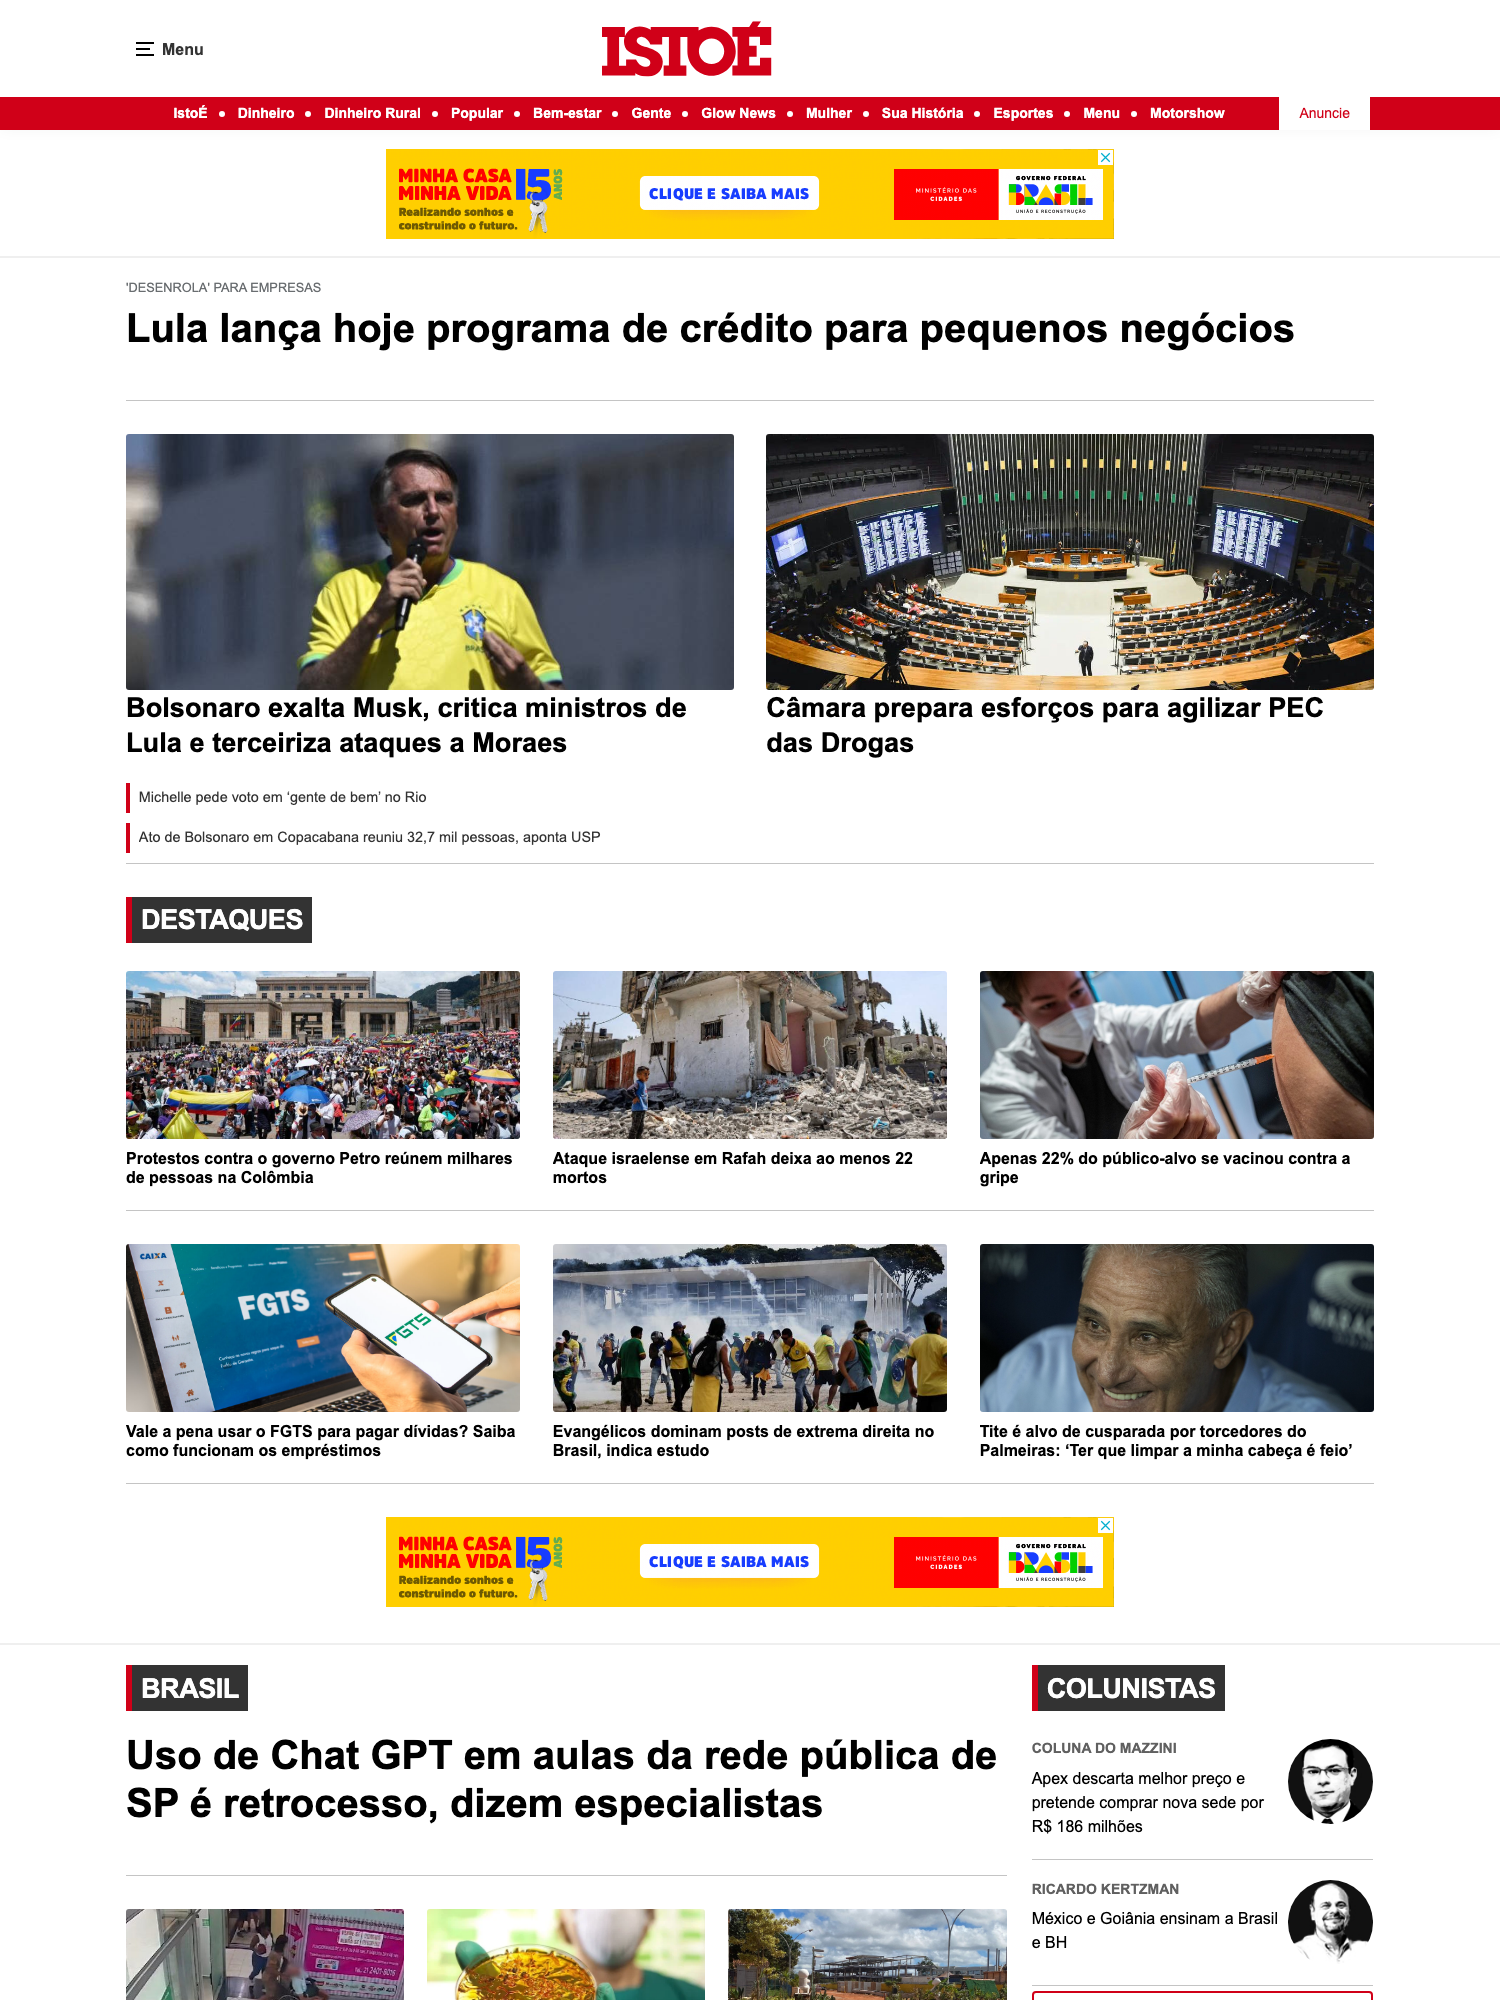 Menu
ISTOÉ
IstoÉ • Dinheiro • Dinheiro Rural • Popular • Bem-estar • Gente • Glow News • Mulher • Sua História • Esportes • Menu • Motorshow
Anuncie
MINHA CASA
MINHA VIDA 15 ANOS
Realizando sonhos e
construindo o futuro.
CLIQUE E SAIBA MAIS
MINISTÉRIO DAS
CIDADES
GOVERNO FEDERAL
BRASIL
UNIÃO E RECONSTRUÇÃO
'DESENROLA' PARA EMPRESAS
Lula lança hoje programa de crédito para pequenos negócios
BRASIL
Bolsonaro exalta Musk, critica ministros de
Lula e terceiriza ataques a Moraes
Câmara prepara esforços para agilizar PEC
das Drogas
Michelle pede voto em ‘gente de bem’ no Rio
Ato de Bolsonaro em Copacabana reuniu 32,7 mil pessoas, aponta USP
DESTAQUES
Protestos contra o governo Petro reúnem milhares
de pessoas na Colômbia
Ataque israelense em Rafah deixa ao menos 22
mortos
Apenas 22% do público-alvo se vacinou contra a
gripe
CAIXA
FGTS
FGTS
Vale a pena usar o FGTS para pagar dívidas? Saiba
como funcionam os empréstimos
Evangélicos dominam posts de extrema direita no
Brasil, indica estudo
Tite é alvo de cusparada por torcedores do
Palmeiras: ‘Ter que limpar a minha cabeça é feio’
MINHA CASA
MINHA VIDA 15 ANOS
Realizando sonhos e
construindo o futuro.
CLIQUE E SAIBA MAIS
MINISTÉRIO DAS
CIDADES
GOVERNO FEDERAL
BRASIL
UNIÃO E RECONSTRUÇÃO
BRASIL
Uso de Chat GPT em aulas da rede pública de
SP é retrocesso, dizem especialistas
COLUNISTAS
COLUNA DO MAZZINI
Apex descarta melhor preço e
pretende comprar nova sede por
R$ 186 milhões
RICARDO KERTZMAN
México e Goiânia ensinam a Brasil
e BH